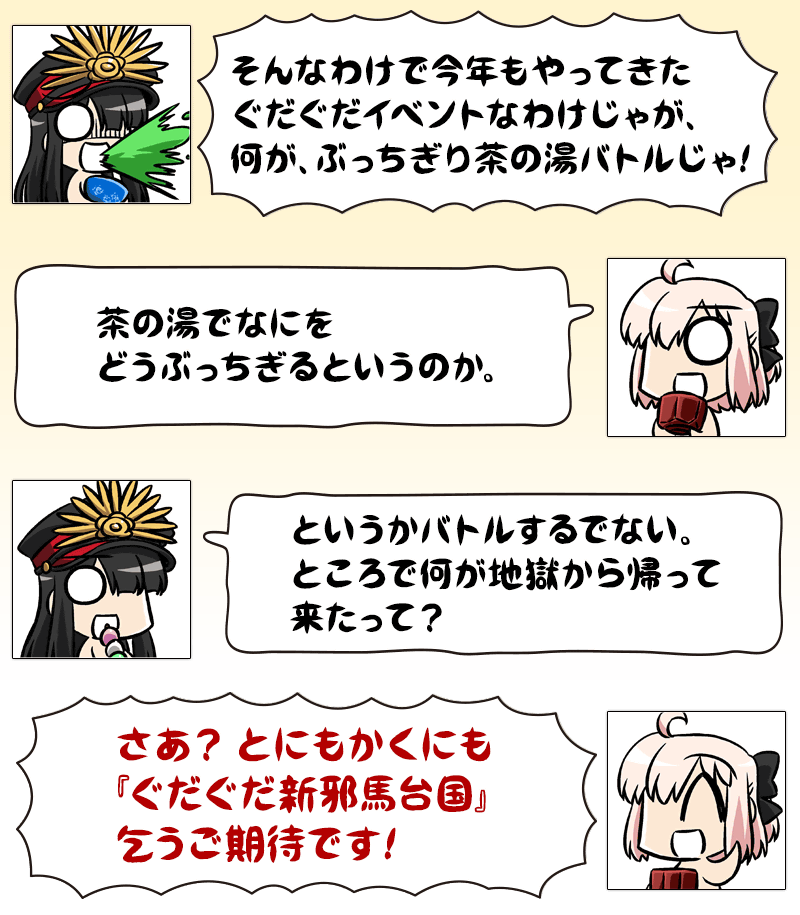 そんなわけで今年もやってきた
ぐだぐだイベントなわけじゃが、
何が、ぶっちぎり茶の湯バトルじゃ!
茶の湯でなにを
どうぶっちぎるというのか。
というかバトルするでない。
ところで何が地獄から帰って
来たって?
さあ? とにもかくにも
『ぐだぐだ新邪馬台国』
乞うご期待です!